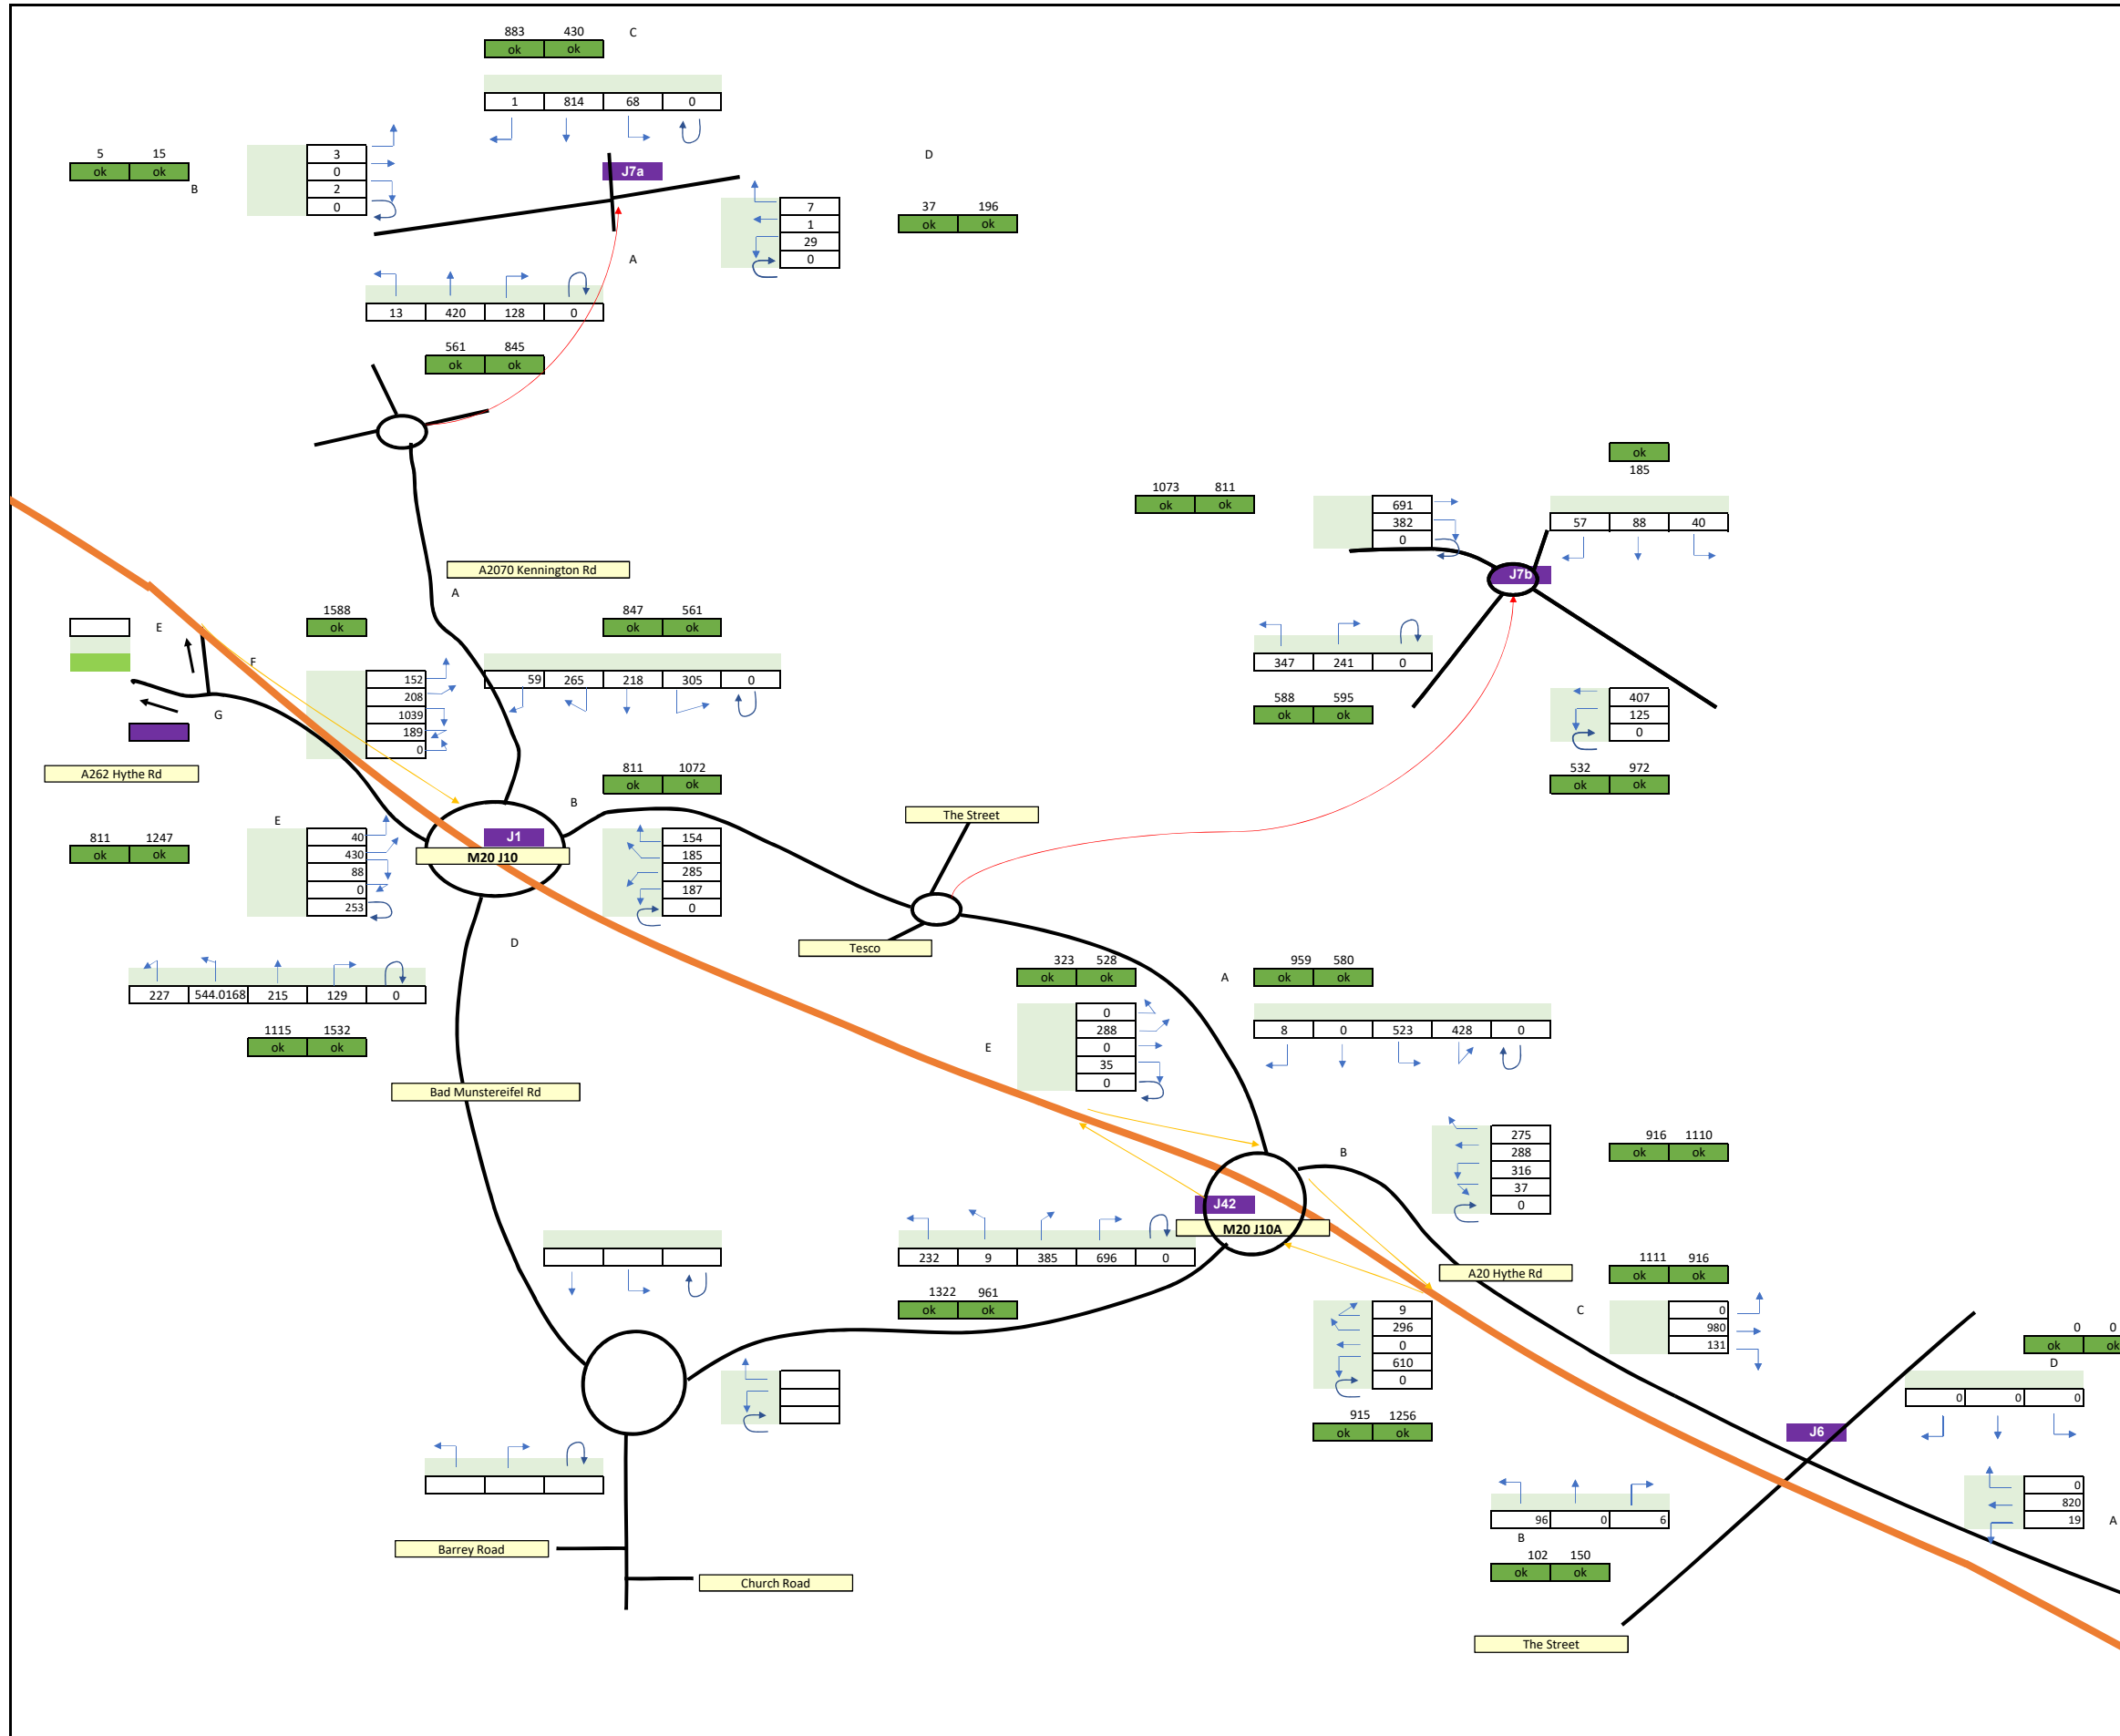 883 430 C
ok ok
1 814 68 0
5 15
ok ok
B
3
0
2
0
J7a
D
7
1
29
0
37 196
ok ok
A
13 420 128 0
561 845
ok ok
ok
185
1073 811
ok ok
691
382
0
57 88 40
J7b
A2070 Kennington Rd
A
1588
ok
847 561
ok ok
E
F
G
152
208
1039
189
0
59 265 218 305 0
347 241 0
588 595
ok ok
407
125
0
532 972
ok ok
A262 Hythe Rd
811 1072
ok ok
B
The Street
E
811 1247
ok ok
40
430
88
0
253
J1
M20 J10
154
185
285
187
0
D
Tesco
227 544.0168 215 129 0
1115 1532
ok ok
323 528
ok ok
A
959 580
ok ok
0
288
0
35
0
E
8 0 523 428 0
Bad Munstereifel Rd
B
275
288
316
37
0
916 1110
ok ok
J42
M20 J10A
232 9 385 696 0
1322 961
ok ok
A20 Hythe Rd
1111 916
ok ok
C
0
980
131
9
296
0
610
0
915 1256
ok ok
0 0
ok ok
D
0 0 0
J6
0
820
19
A
96 0 6
B
102 150
ok ok
Barrey Road
Church Road
The Street